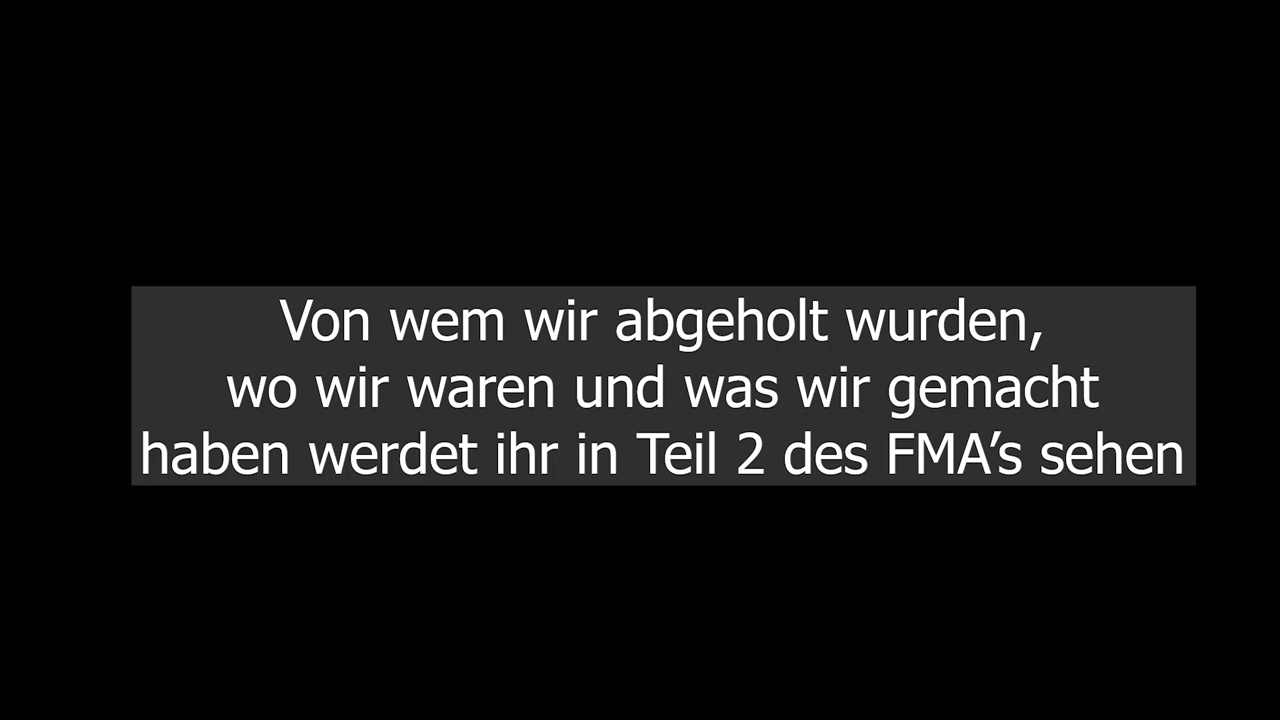 Von wem wir abgeholt wurden,
wo wir waren und was wir gemacht
haben werdet ihr in Teil 2 des FMA’s sehen